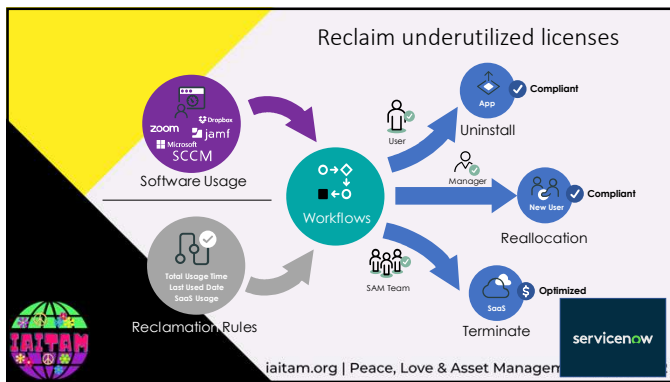 Reclaim underutilized licenses
Dropbox
zoom
jamf
Microsoft
SCCM
Software Usage
Total Usage Time
Last Used Date
SaaS Usage
Reclamation Rules
Workflows
User
Manager
SAM Team
App
Compliant
Uninstall
New User
Compliant
Reallocation
$
Optimized
SaaS
Terminate
IAITAM
iaitam.org | Peace, Love & Asset Managem
servicenow